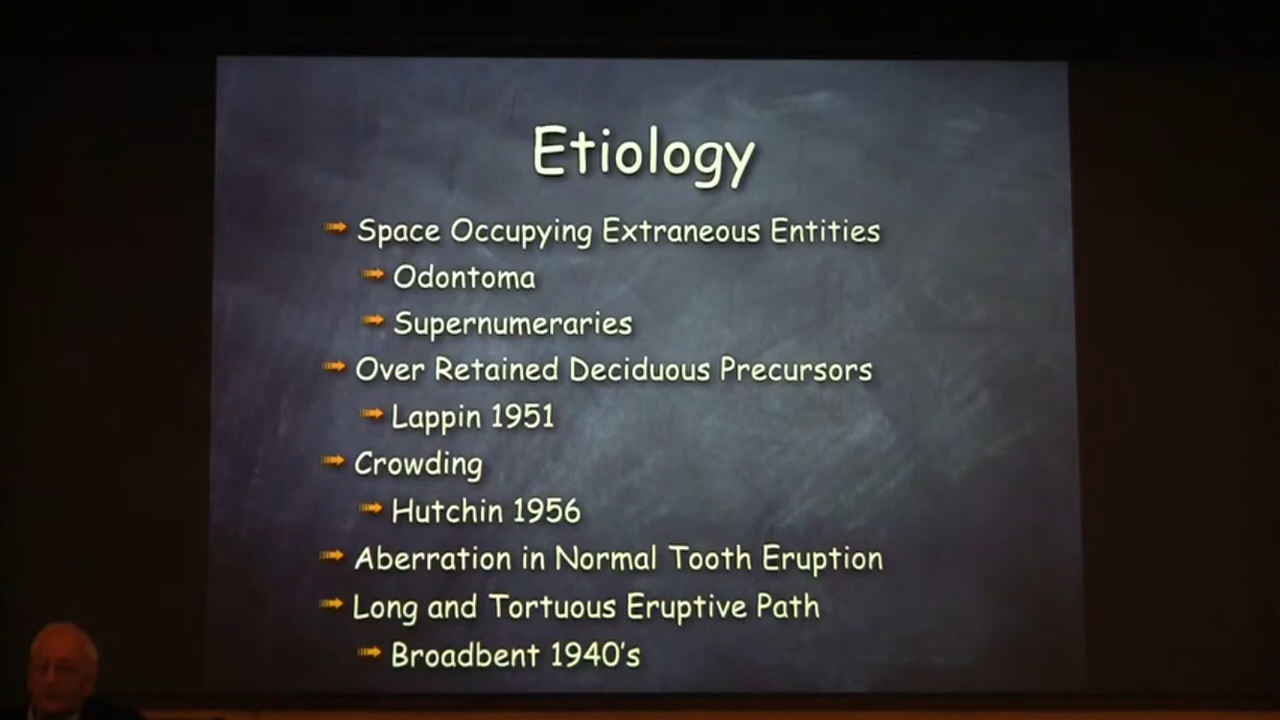 Etiology
Space Occupying Extraneous Entities
Odontoma
Supernumeraries
Over Retained Deciduous Precursors
Lappin 1951
Crowding
Hutchin 1956
Aberration in Normal Tooth Eruption
Long and Tortuous Eruptive Path
Broadbent 1940's